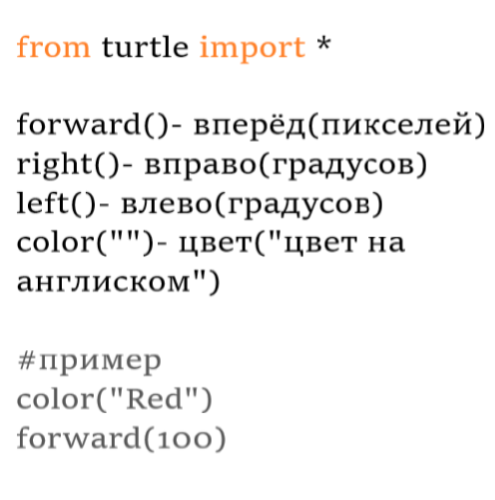 from turtle import *
forward()- вперёд(пикселей)
right()- вправо(градусов)
left()- влево(градусов)
color("")- цвет("цвет на
англиском")
#пример
color("Red")
forward(100)